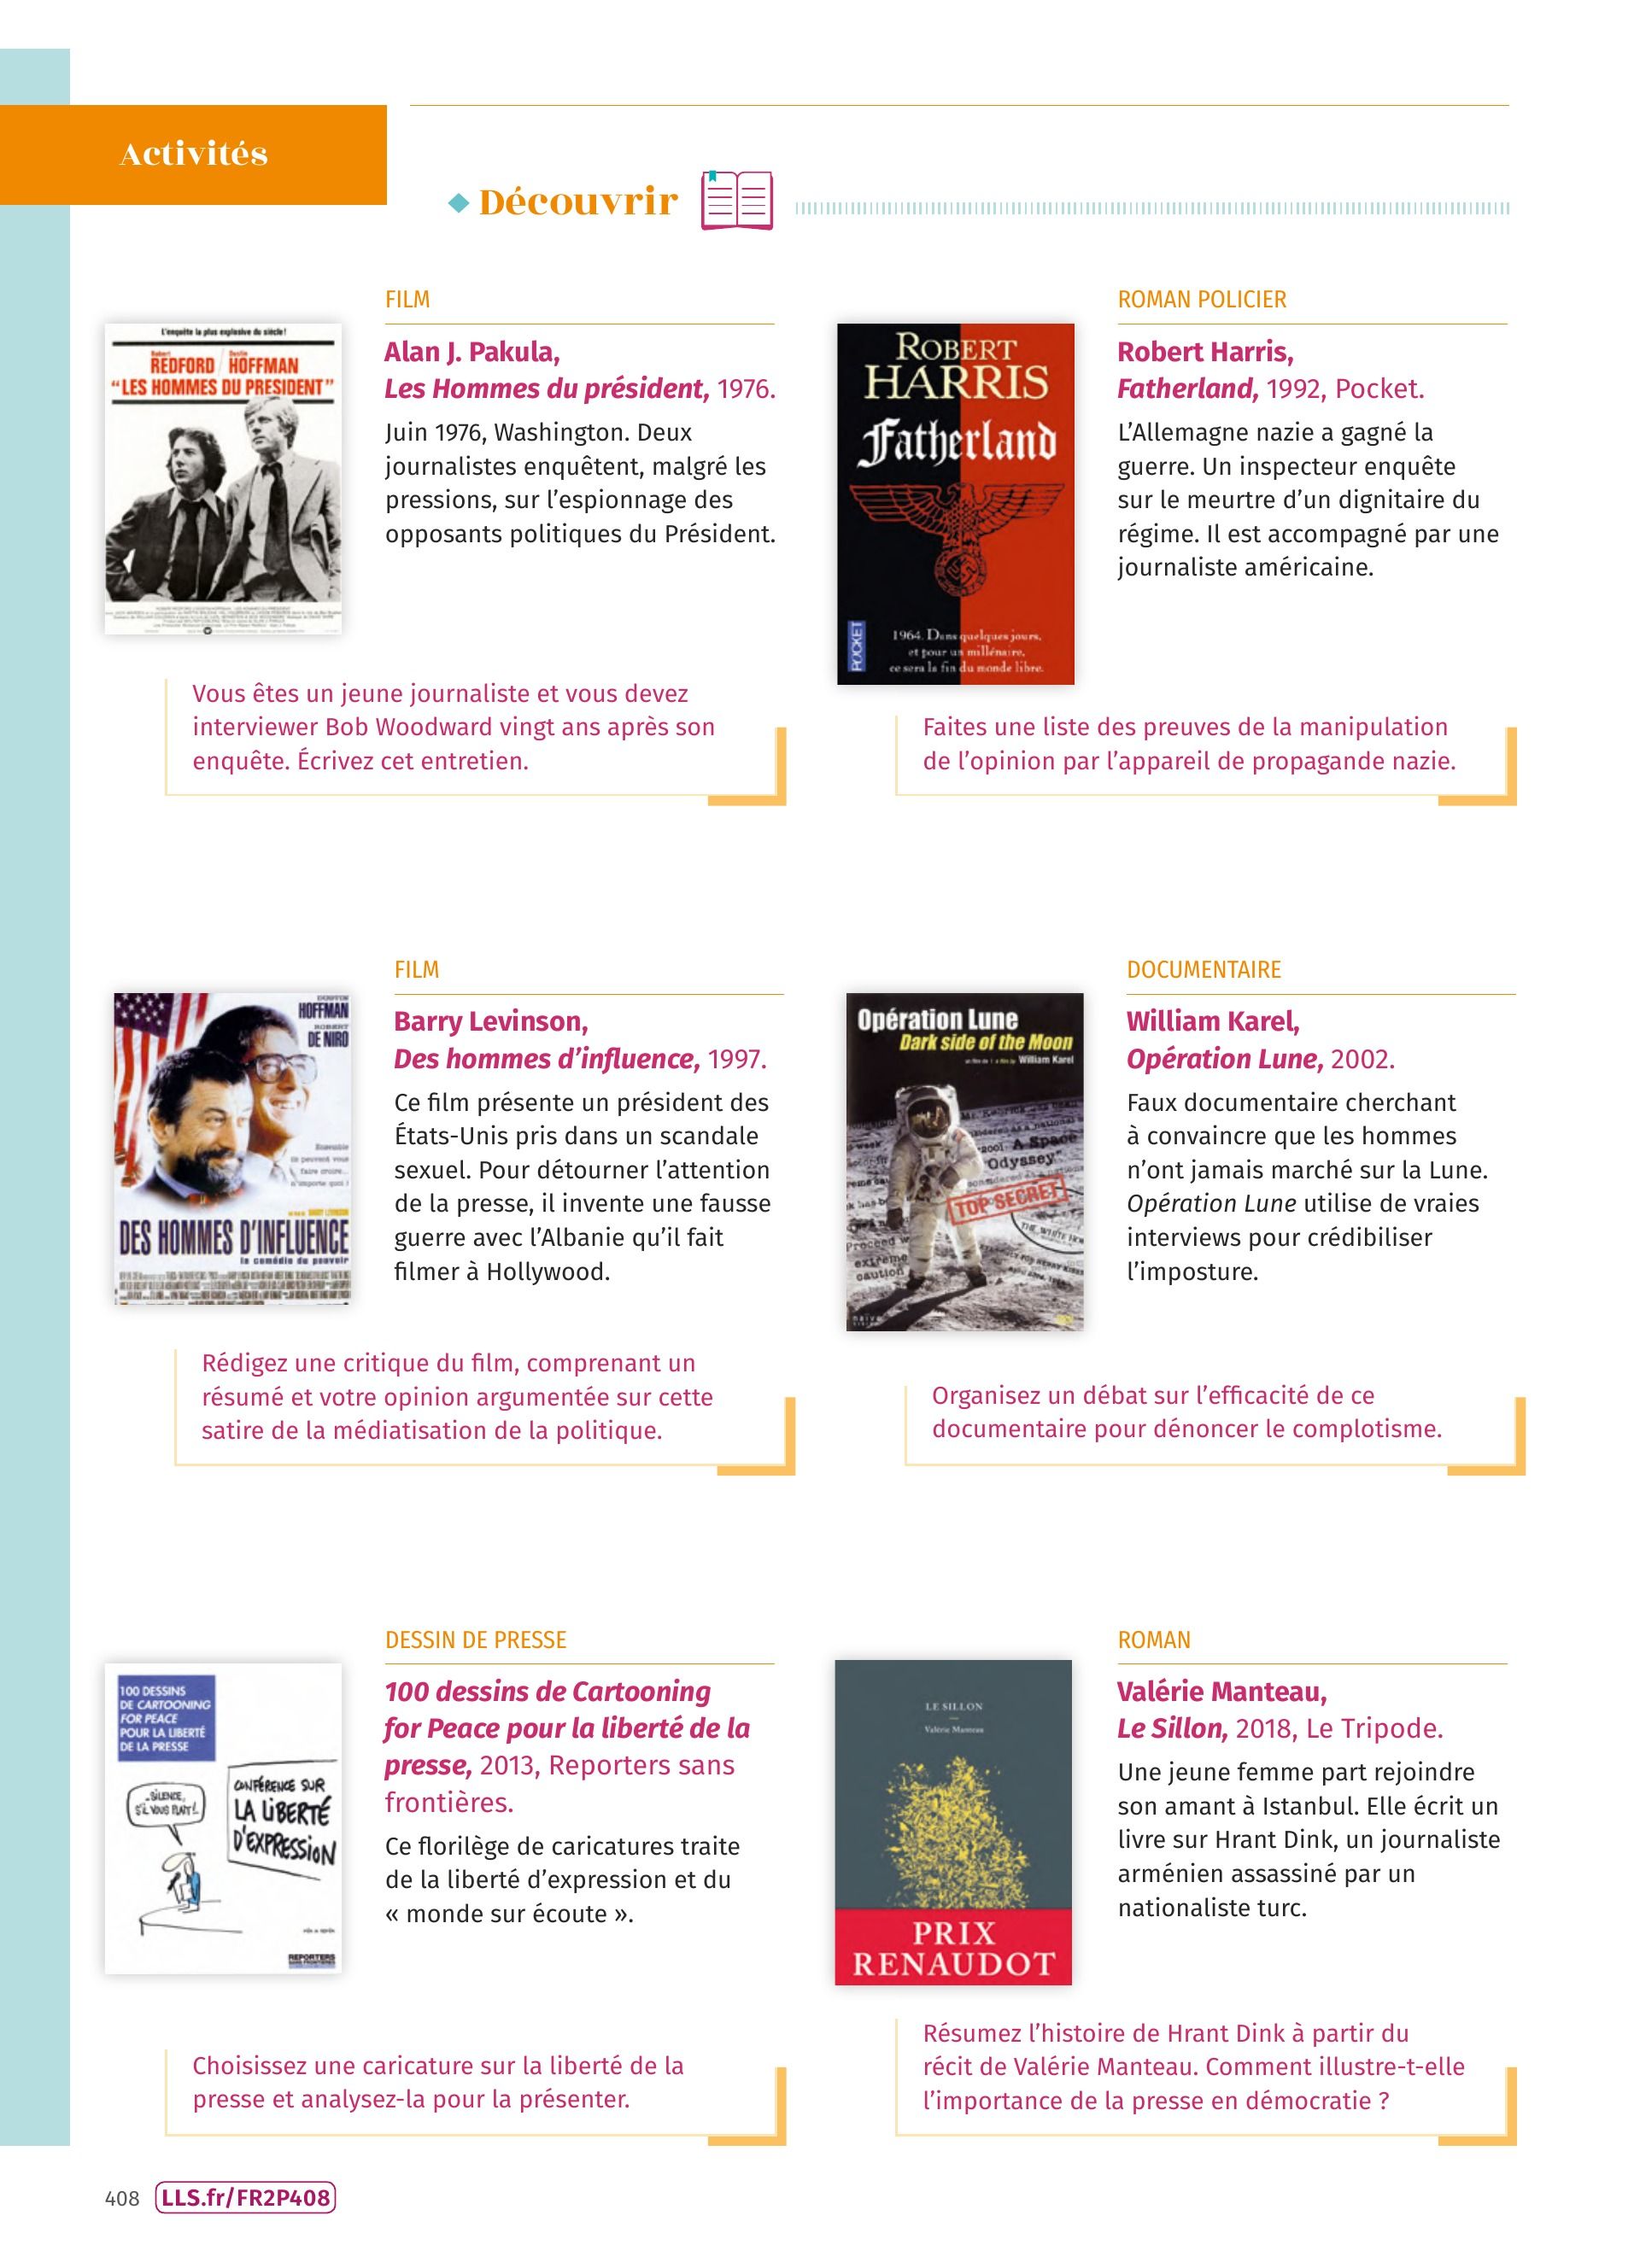 Activités
Découvrir
FILM
L'enquête la plus explosive du siècle !
Robert Dustin
REDFORD / HOFFMAN
"LES HOMMES DU PRESIDENT"
Alan J. Pakula,
Les Hommes du président, 1976.
Juin 1976, Washington. Deux
journalistes enquêtent, malgré les
pressions, sur l'espionnage des
opposants politiques du Président.
Vous êtes un jeune journaliste et vous devez
interviewer Bob Woodward vingt ans après son
enquête. Écrivez cet entretien.
ROMAN POLICIER
ROBERT
HARRIS
Fatherland
1964. Dans quelques jours,
et pour un millénaire,
ce sera la fin du monde libre.
POCKET
Robert Harris,
Fatherland, 1992, Pocket.
L'Allemagne nazie a gagné la
guerre. Un inspecteur enquête
sur le meurtre d'un dignitaire du
régime. Il est accompagné par une
journaliste américaine.
Faites une liste des preuves de la manipulation
de l'opinion par l'appareil de propagande nazie.
FILM
DUSTIN
HOFFMAN
ROBERT
DE NIRO
Ensemble
ils peuvent vous
faire croire...
n'importe quoi !
DES HOMMES D'INFLUENCE
la comédie du pouvoir
Barry Levinson,
Des hommes d'influence, 1997.
Ce film présente un président des
États-Unis pris dans un scandale
sexuel. Pour détourner l'attention
de la presse, il invente une fausse
guerre avec l'Albanie qu'il fait
filmer à Hollywood.
Rédigez une critique du film, comprenant un
résumé et votre opinion argumentée sur cette
satire de la médiatisation de la politique.
DOCUMENTAIRE
Opération Lune
Dark side of the Moon
William Karel
2001 A Space
Odyssey"
TOP SECRET
THE WHITE
Proceed
extreme
caution
naïve
William Karel,
Opération Lune, 2002.
Faux documentaire cherchant
à convaincre que les hommes
n'ont jamais marché sur la Lune.
Opération Lune utilise de vraies
interviews pour crédibiliser
l'imposture.
Organisez un débat sur l'efficacité de ce
documentaire pour dénoncer le complotisme.
DESSIN DE PRESSE
100 DESSINS
DE CARTOONING
FOR PEACE
POUR LA LIBERTÉ
DE LA PRESSE
SILENCE,
S'IL VOUS PLAÎT !..
CONFÉRENCE SUR
LA LIBERTÉ
D'EXPRESSION
REPORTERS
SANS FRONTIÈRES
100 dessins de Cartooning
for Peace pour la liberté de la
presse, 2013, Reporters sans
frontières.
Ce florilège de caricatures traite
de la liberté d'expression et du
« monde sur écoute ».
Choisissez une caricature sur la liberté de la
presse et analysez-la pour la présenter.
ROMAN
LE SILLON
Valérie Manteau
PRIX
RENAUDOT
Valérie Manteau,
Le Sillon, 2018, Le Tripode.
Une jeune femme part rejoindre
son amant à Istanbul. Elle écrit un
livre sur Hrant Dink, un journaliste
arménien assassiné par un
nationaliste turc.
Résumez l'histoire de Hrant Dink à partir du
récit de Valérie Manteau. Comment illustre-t-elle
l'importance de la presse en démocratie ?
408 LLS.fr/FR2P408